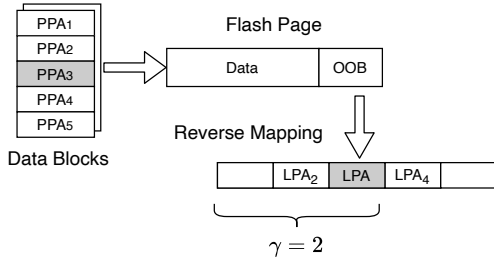 PPA1
PPA2
PPA3
PPA4
PPA5
Data Blocks
Flash Page
Data OOB
Reverse Mapping
LPA2 LPA LPA4
γ = 2